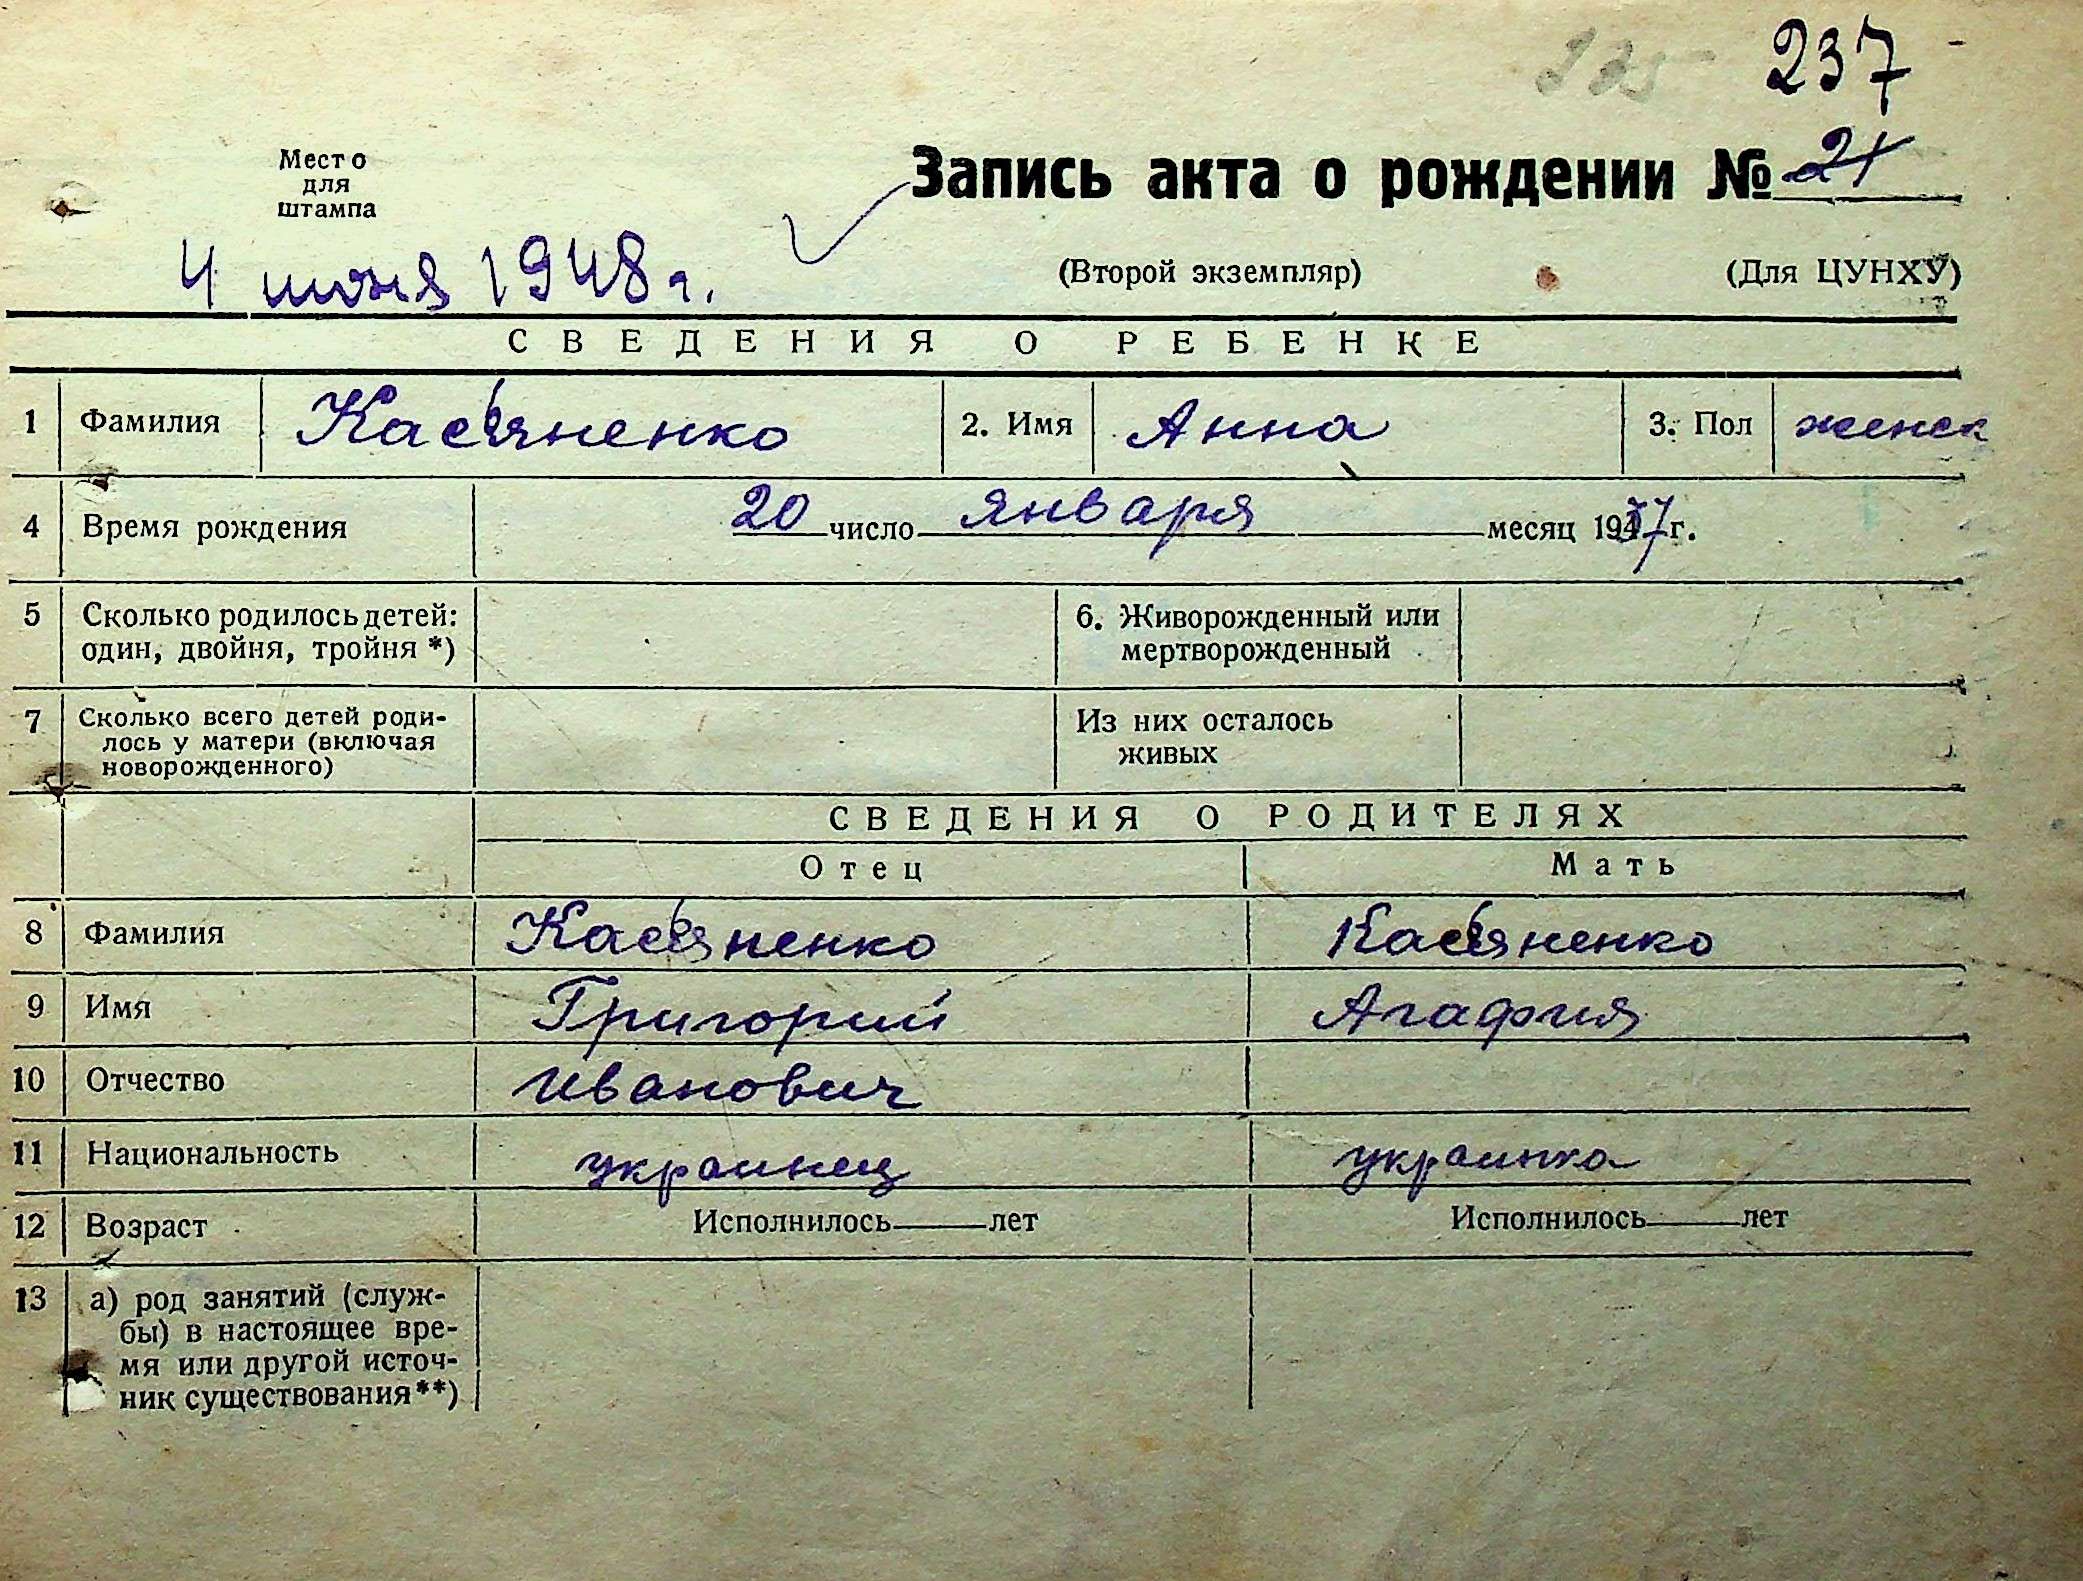 237
Запись акта о рождении № 21
Место
для
штампа
4 июня 1948 г.
(Второй экземпляр)
(Для ЦУНХУ)
СВЕДЕНИЯ О РЕБЕНКЕ
1 Фамилия Касьяненко 2. Имя Анна 3. Пол женск
4 Время рождения 20 число января месяц 1937 г.
5 Сколько родилось детей: один, двойня, тройня *)
6. Живорожденный или мертворожденный
7 Сколько всего детей роди-
лось у матери (включая
новорожденного)
Из них осталось
живых
СВЕДЕНИЯ О РОДИТЕЛЯХ
Отец Мать
8 Фамилия Касьяненко Касьяненко
9 Имя Григорий Агафия
10 Отчество Иванович
11 Национальность украинец украинка
12 Возраст Исполнилось лет Исполнилось лет
13 а) род занятий (служ-
бы) в настоящее вре-
мя или другой источ-
ник существования**)